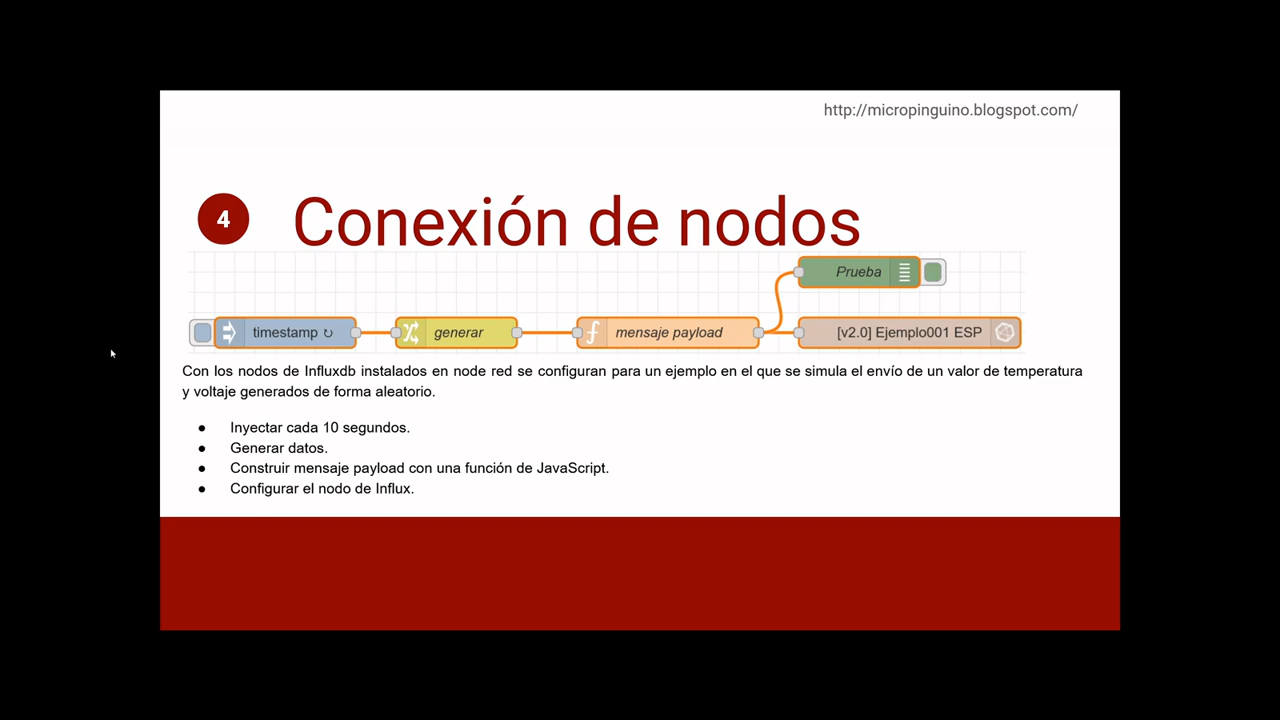 http://micropinguino.blogspot.com/
4 Conexión de nodos
Prueba
timestamp ↻ generar mensaje payload [v2.0] Ejemplo001 ESP
Con los nodos de Influxdb instalados en node red se configuran para un ejemplo en el que se simula el envío de un valor de temperatura
y voltaje generados de forma aleatorio.
● Inyectar cada 10 segundos.
● Generar datos.
● Construir mensaje payload con una función de JavaScript.
● Configurar el nodo de Influx.